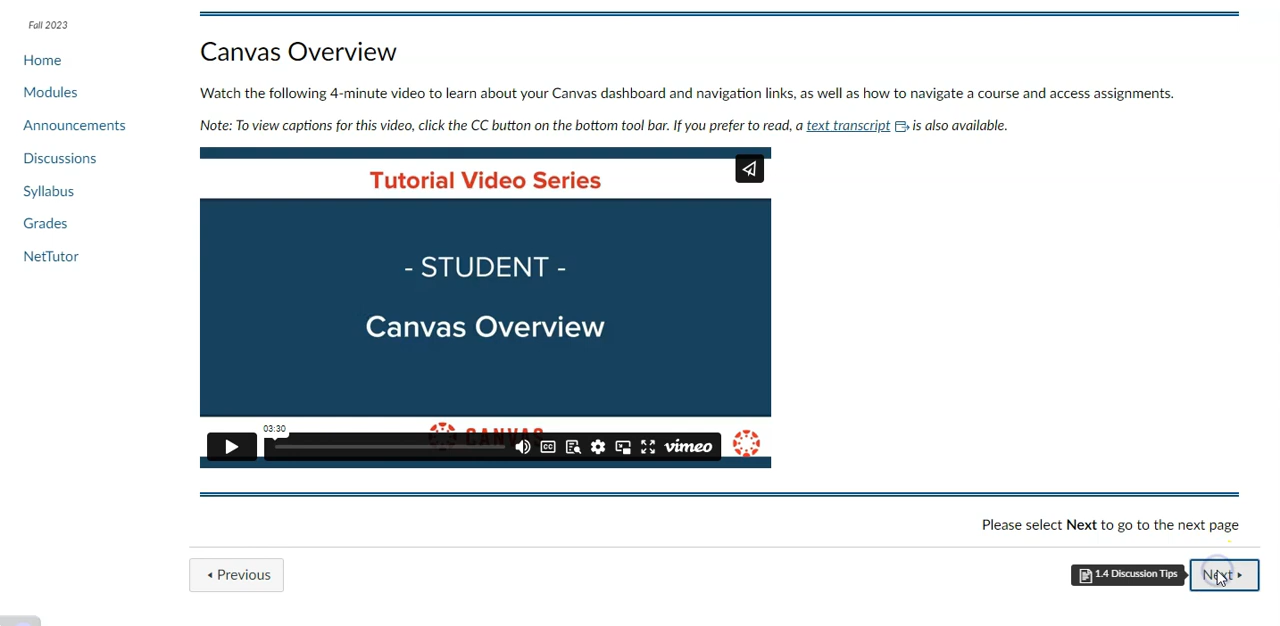 Fall 2023
Home
Modules
Announcements
Discussions
Syllabus
Grades
NetTutor
Canvas Overview
Watch the following 4-minute video to learn about your Canvas dashboard and navigation links, as well as how to navigate a course and access assignments.
Note: To view captions for this video, click the CC button on the bottom tool bar. If you prefer to read, a text transcript is also available.
Tutorial Video Series
- STUDENT -
Canvas Overview
03:30
CANVAS
CC
vimeo
Please select Next to go to the next page
Previous
1.4 Discussion Tips
Next